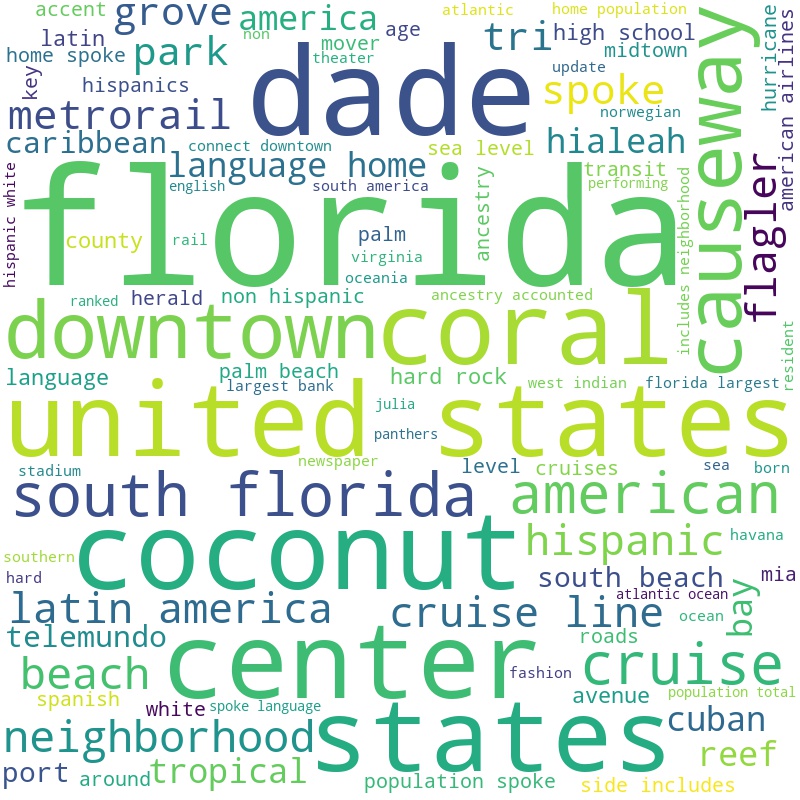 accent
grove
america
atlantic
home population
latin
non
mover
age
tri
high school
hurricane
american airlines
home spoke
park
theater
midtown
causeway
key
hispanics
dade
update
spoke
metrorail
norwegian
caribbean
connect downtown
sea level
hialeah
language home
transit
flagler
hispanic white
english
south america
ancestry
performing
florida
includes neighborhood
county
rail
palm
virginia
oceania
ranked
herald
non hispanic
ancestry accounted
downtown
coral
resident
language
palm beach
hard rock
largest bank
west indian
florida largest
united states
julia
panthers
newspaper
stadium
level
cruises
sea
born
south florida
american
coconut
hispanic
havana
southern
hard
south beach
mia
latin america
cruise line
atlantic ocean
bay
ocean
telemundo
center
roads
beach
fashion
cruise
spanish
white
spoke language
avenue
population total
neighborhood
states
cuban
reef
port
around
tropical
population spoke
side includes